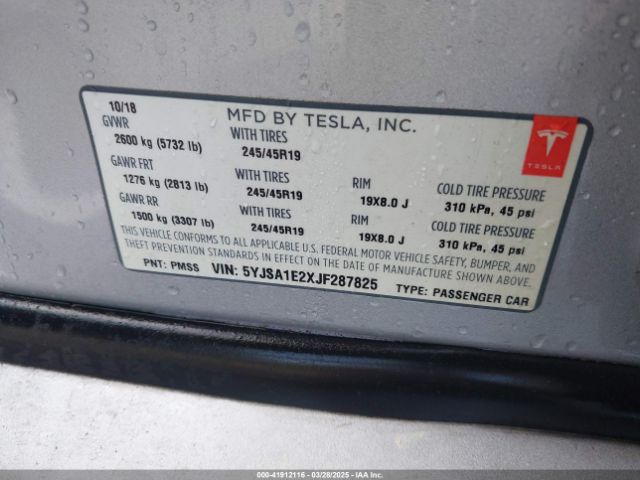 10/18 MFD BY TESLA, INC.
GVWR WITH TIRES
2600 kg (5732 lb) 245/45R19
TESLA
GAWR FRT WITH TIRES RIM COLD TIRE PRESSURE
1276 kg (2813 lb) 245/45R19 19X8.0 J 310 kPa, 45 psi
GAWR RR WITH TIRES RIM COLD TIRE PRESSURE
1500 kg (3307 lb) 245/45R19 19X8.0 J 310 kPa, 45 psi
THIS VEHICLE CONFORMS TO ALL APPLICABLE U.S. FEDERAL MOTOR VEHICLE SAFETY, BUMPER, AND
THEFT PREVENTION STANDARDS IN EFFECT ON THE DATE OF MANUFACTURE SHOWN ABOVE.
PNT: PMSS VIN: 5YJSA1E2XJF287825 TYPE: PASSENGER CAR
000-41912116 | 03/28/2025 | IAA Inc.